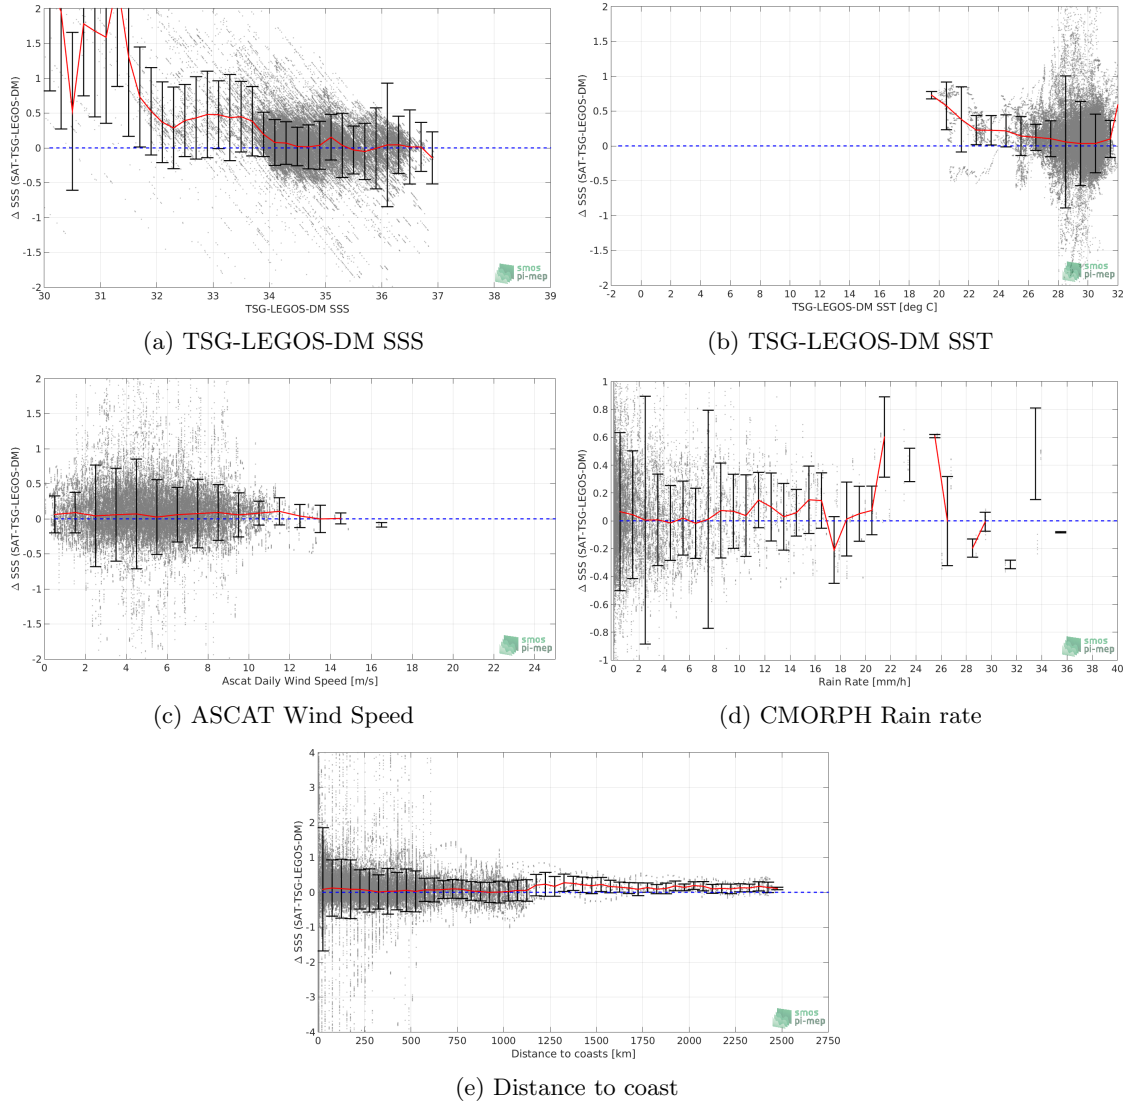 Δ SSS (SAT-TSG-LEGOS-DM)
2
1.5
1
0.5
0
-0.5
-1
-1.5
-2
30 31 32 33 34 35 36 37 38 39
TSG-LEGOS-DM SSS
smos
pi-mep
(a) TSG-LEGOS-DM SSS
Δ SSS (SAT-TSG-LEGOS-DM)
2
1.5
1
0.5
0
-0.5
-1
-1.5
-2
-2 0 2 4 6 8 10 12 14 16 18 20 22 24 26 28 30 32
TSG-LEGOS-DM SST [deg C]
smos
pi-mep
(b) TSG-LEGOS-DM SST
Δ SSS (SAT-TSG-LEGOS-DM)
2
1.5
1
0.5
0
-0.5
-1
-1.5
-2
0 2 4 6 8 10 12 14 16 18 20 22 24
Ascat Daily Wind Speed [m/s]
smos
pi-mep
(c) ASCAT Wind Speed
Δ SSS (SAT-TSG-LEGOS-DM)
1
0.8
0.6
0.4
0.2
0
-0.2
-0.4
-0.6
-0.8
-1
0 2 4 6 8 10 12 14 16 18 20 22 24 26 28 30 32 34 36 38 40
Rain Rate [mm/h]
smos
pi-mep
(d) CMORPH Rain rate
Δ SSS (SAT-TSG-LEGOS-DM)
4
3
2
1
0
-1
-2
-3
-4
0 250 500 750 1000 1250 1500 1750 2000 2250 2500 2750
Distance to coasts [km]
smos
pi-mep
(e) Distance to coast